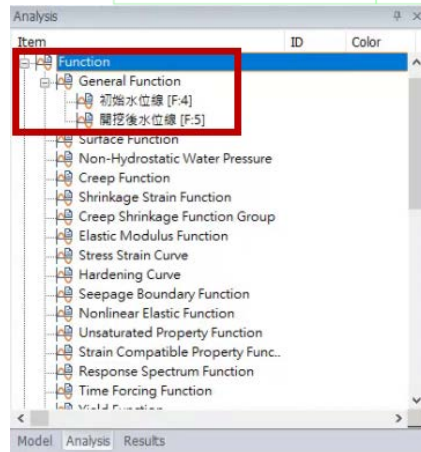 Analysis
Item ID Color
Function
General Function
初始水位線 [F:4]
開挖後水位線 [F:5]
Surface Function
Non-Hydrostatic Water Pressure
Creep Function
Shrinkage Strain Function
Creep Shrinkage Function Group
Elastic Modulus Function
Stress Strain Curve
Hardening Curve
Seepage Boundary Function
Nonlinear Elastic Function
Unsaturated Property Function
Strain Compatible Property Func..
Response Spectrum Function
Time Forcing Function
Model Analysis Results